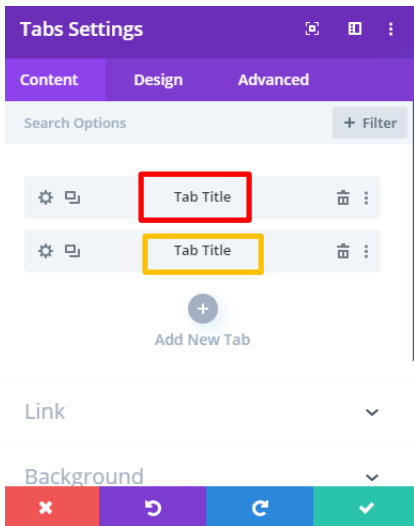 Tabs Settings
Content Design Advanced
Search Options + Filter
Tab Title
Tab Title
Add New Tab
Link
Background